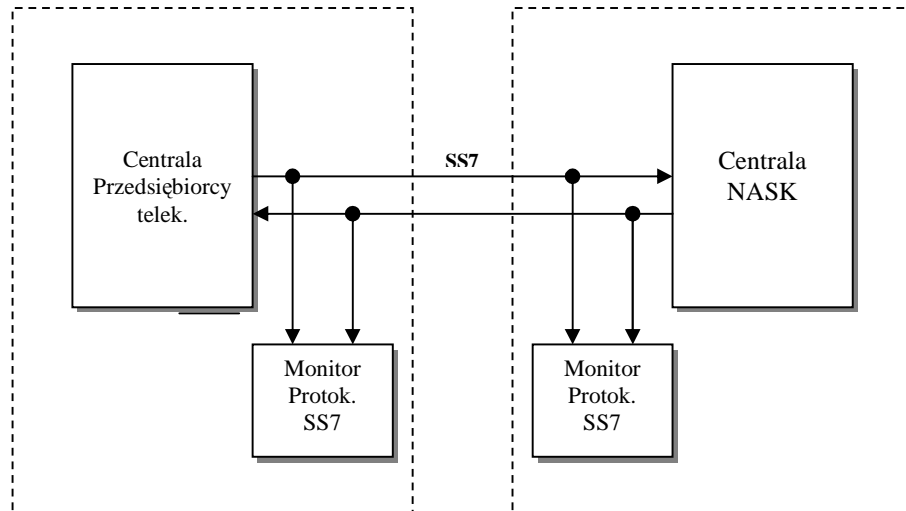 Centrala
Przedsiębiorcy
telek.
SS7
Centrala
NASK
Monitor
Protok.
SS7
Monitor
Protok.
SS7